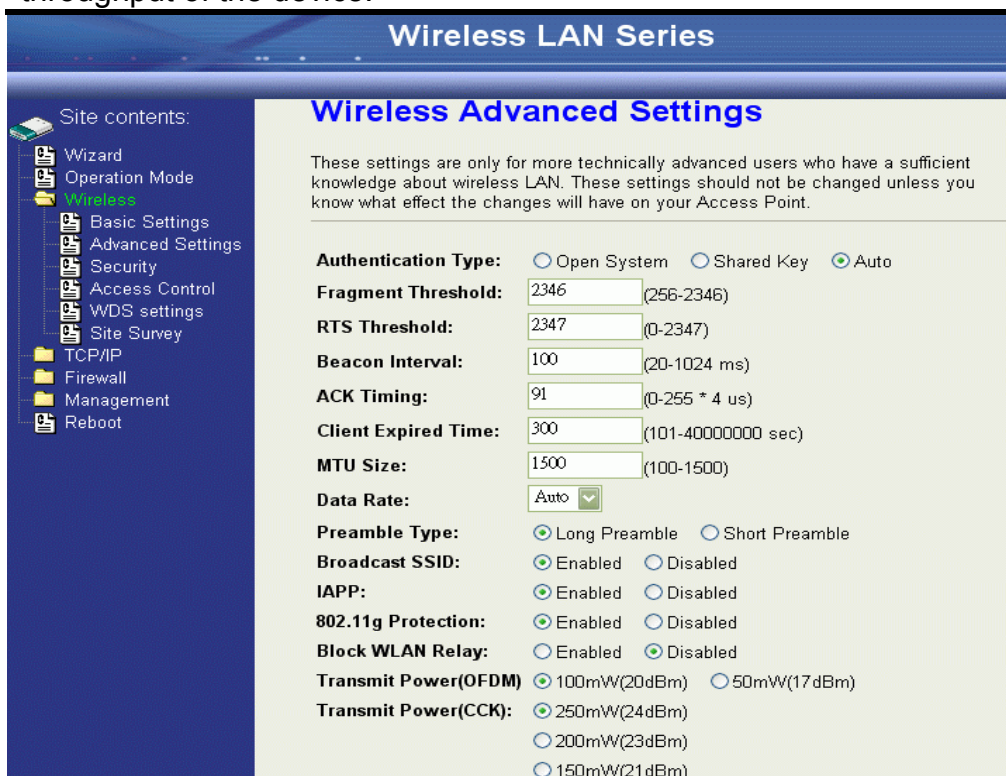 throughput of the device.
Wireless LAN Series
Site contents:
Wizard
Operation Mode
Wireless
Basic Settings
Advanced Settings
Security
Access Control
WDS settings
Site Survey
TCP/IP
Firewall
Management
Reboot
Wireless Advanced Settings
These settings are only for more technically advanced users who have a sufficient
knowledge about wireless LAN. These settings should not be changed unless you
know what effect the changes will have on your Access Point.
Authentication Type: Open System Shared Key Auto
Fragment Threshold: 2346 (256-2346)
RTS Threshold: 2347 (0-2347)
Beacon Interval: 100 (20-1024 ms)
ACK Timing: 91 (0-255 * 4 us)
Client Expired Time: 300 (101-40000000 sec)
MTU Size: 1500 (100-1500)
Data Rate: Auto
Preamble Type: Long Preamble Short Preamble
Broadcast SSID: Enabled Disabled
IAPP: Enabled Disabled
802.11g Protection: Enabled Disabled
Block WLAN Relay: Enabled Disabled
Transmit Power(OFDM) 100mW(20dBm) 50mW(17dBm)
Transmit Power(CCK): 250mW(24dBm)
200mW(23dBm)
150mW(21dBm)